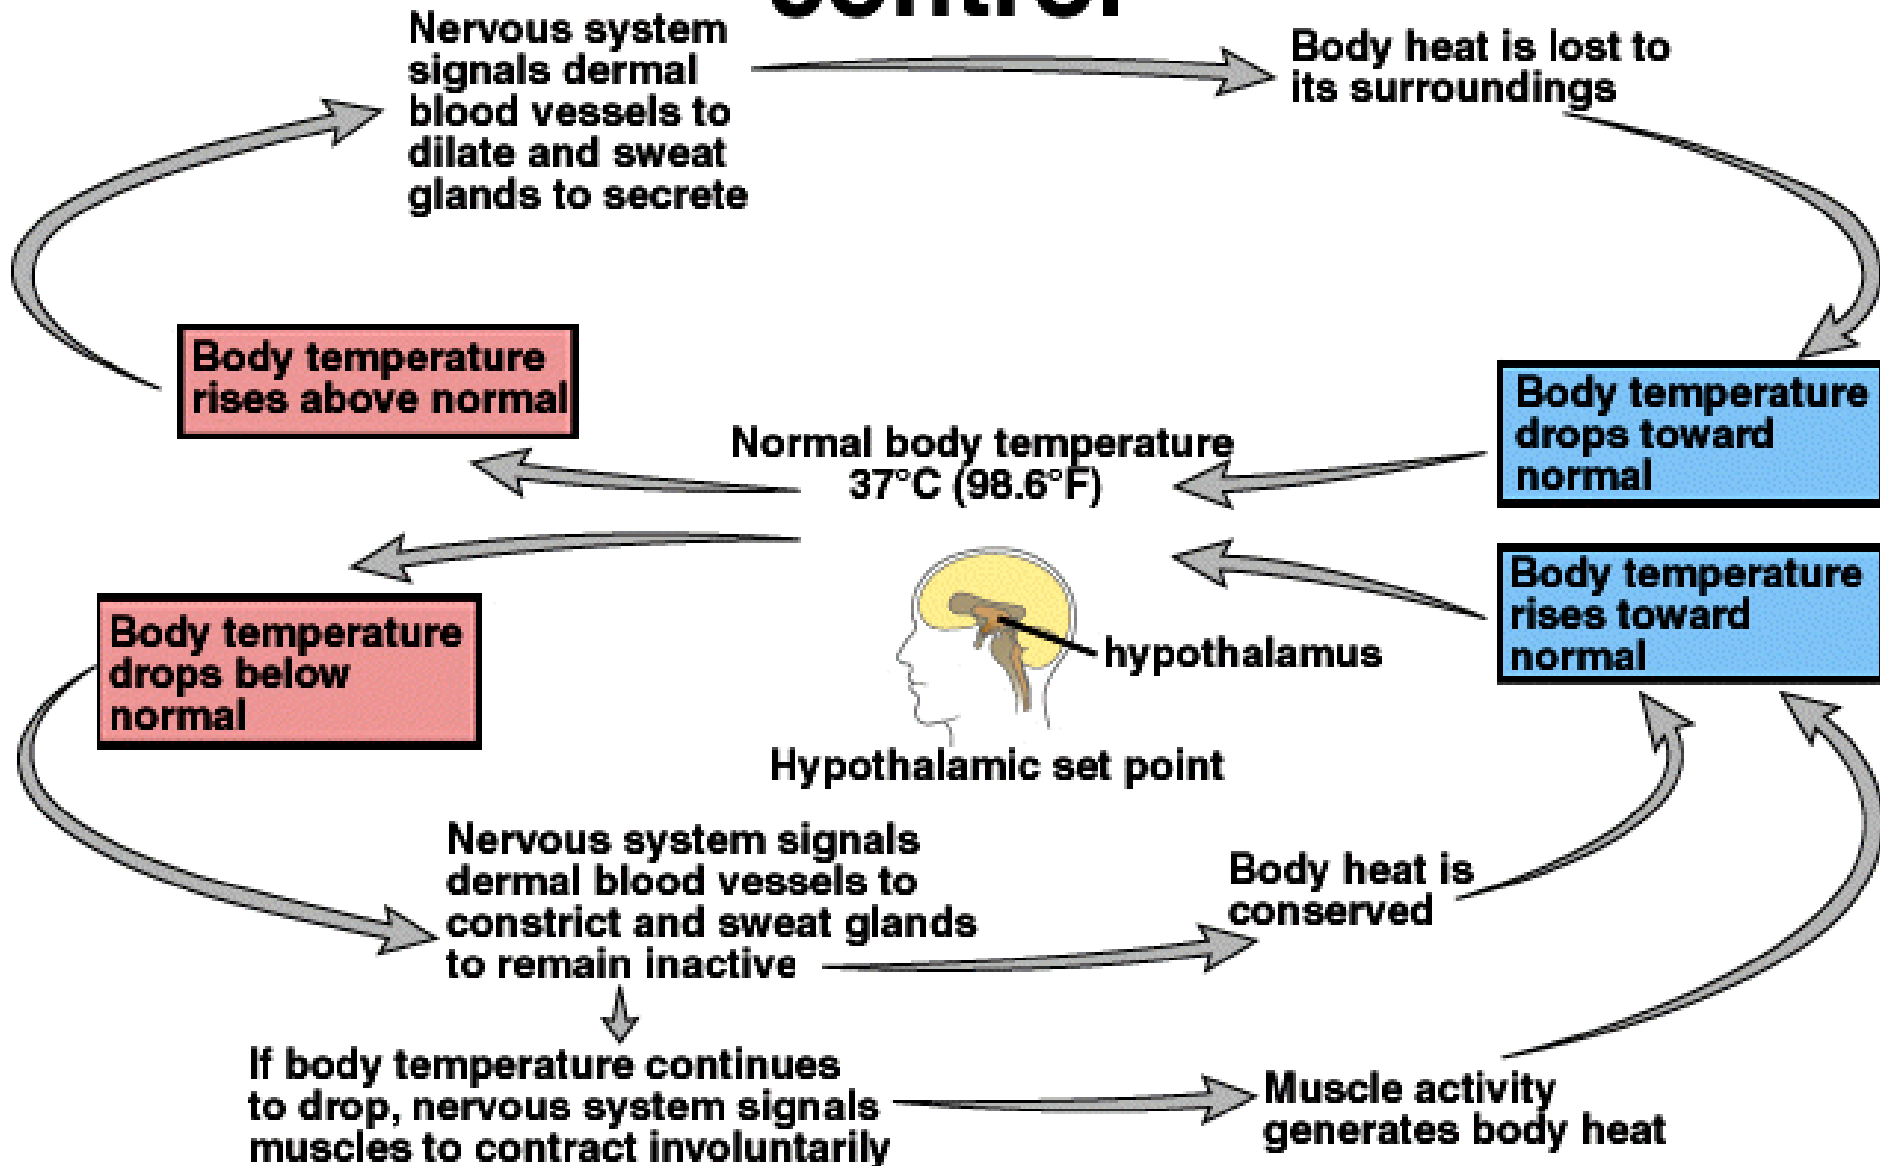 control
Nervous system
signals dermal
blood vessels to
dilate and sweat
glands to secrete
Body heat is lost to
its surroundings
Body temperature
rises above normal
Body temperature
drops toward
normal
Normal body temperature
37°C (98.6°F)
Body temperature
drops below
normal
hypothalamus
Body temperature
rises toward
normal
Hypothalamic set point
Nervous system signals
dermal blood vessels to
constrict and sweat glands
to remain inactive
Body heat is
conserved
If body temperature continues
to drop, nervous system signals
muscles to contract involuntarily
Muscle activity
generates body heat